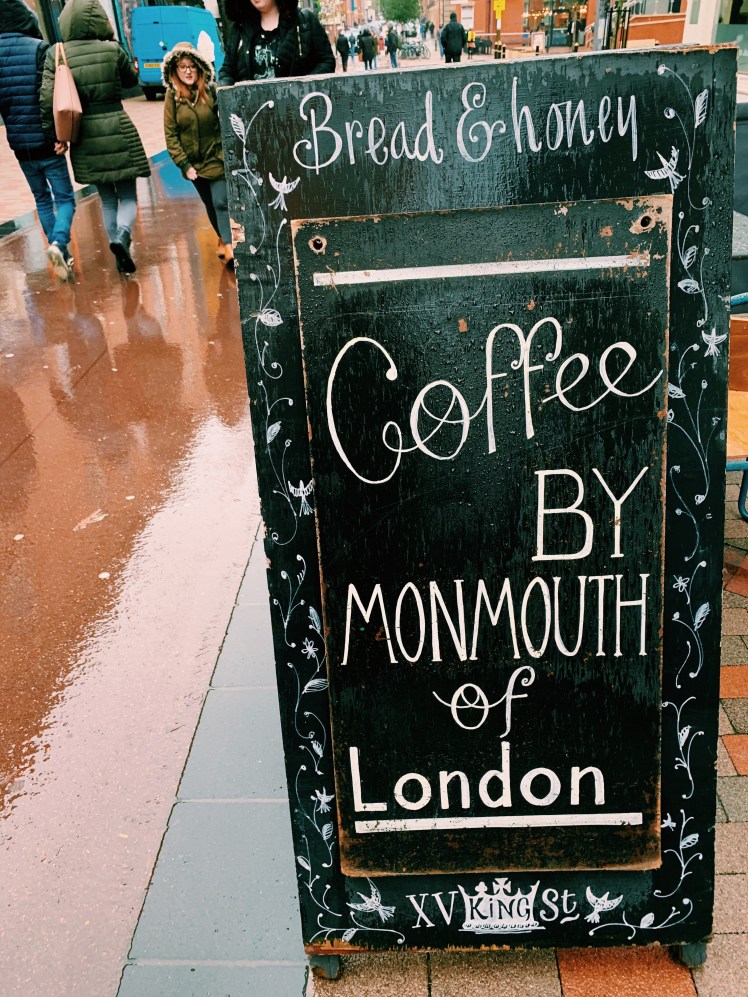 Bread & honey
Coffee
BY
MONMOUTH
of
London
XV KiNG St